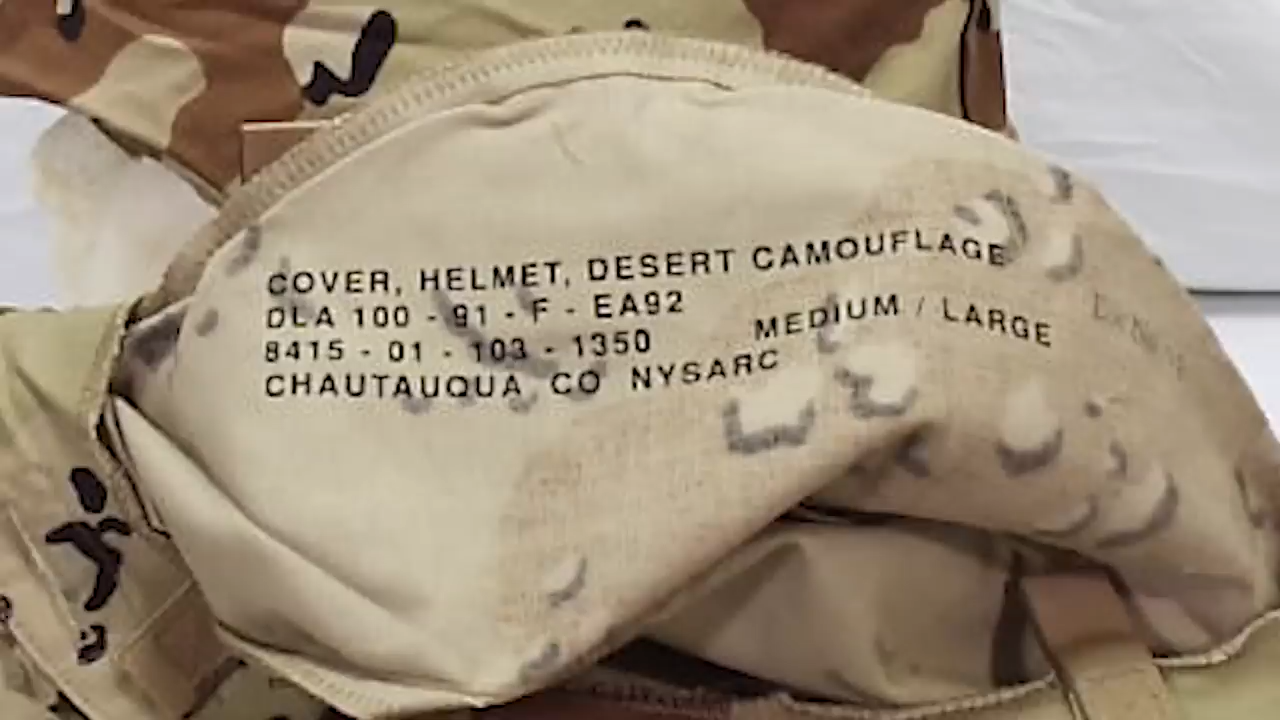 COVER, HELMET, DESERT CAMOUFLAGE
DLA 100 - 91 - F - EA92
8415 - 01 - 103 - 1350 MEDIUM / LARGE
CHAUTAUQUA CO NYSARC